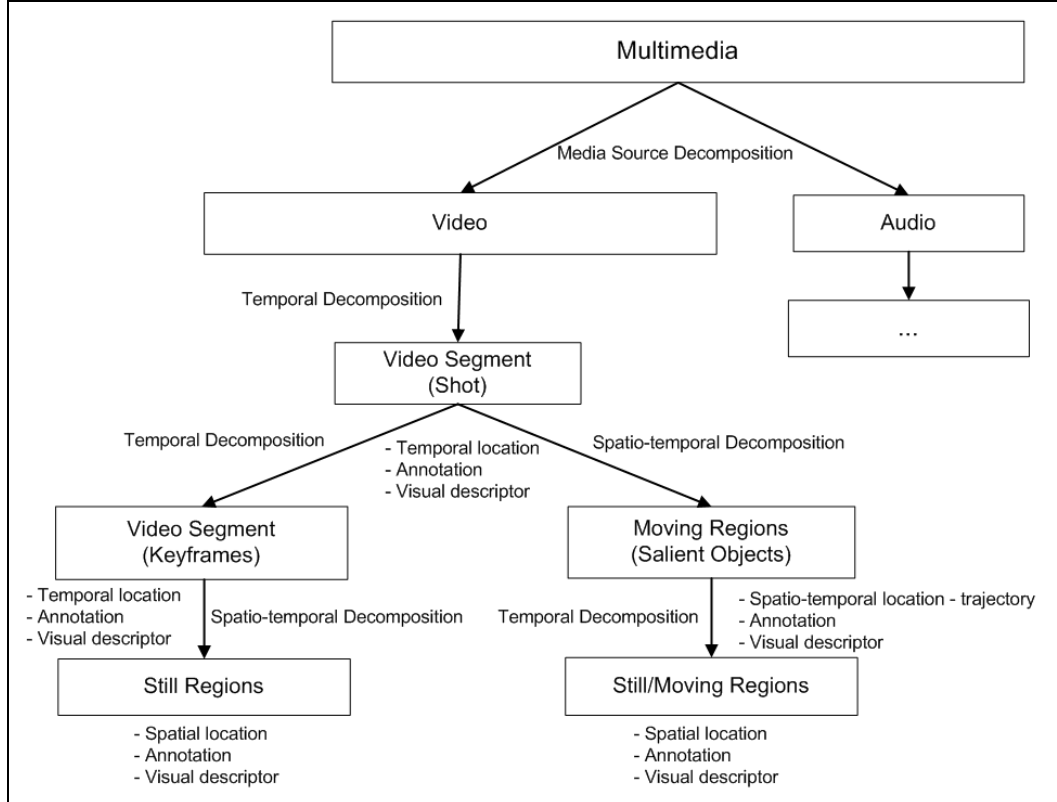 Multimedia
Media Source Decomposition
Video
Audio
Temporal Decomposition
...
Video Segment
(Shot)
Temporal Decomposition
- Temporal location
- Annotation
- Visual descriptor
Spatio-temporal Decomposition
Video Segment
(Keyframes)
Moving Regions
(Salient Objects)
- Temporal location
- Annotation
- Visual descriptor
Spatio-temporal Decomposition
Temporal Decomposition
- Spatio-temporal location - trajectory
- Annotation
- Visual descriptor
Still Regions
Still/Moving Regions
- Spatial location
- Annotation
- Visual descriptor
- Spatial location
- Annotation
- Visual descriptor